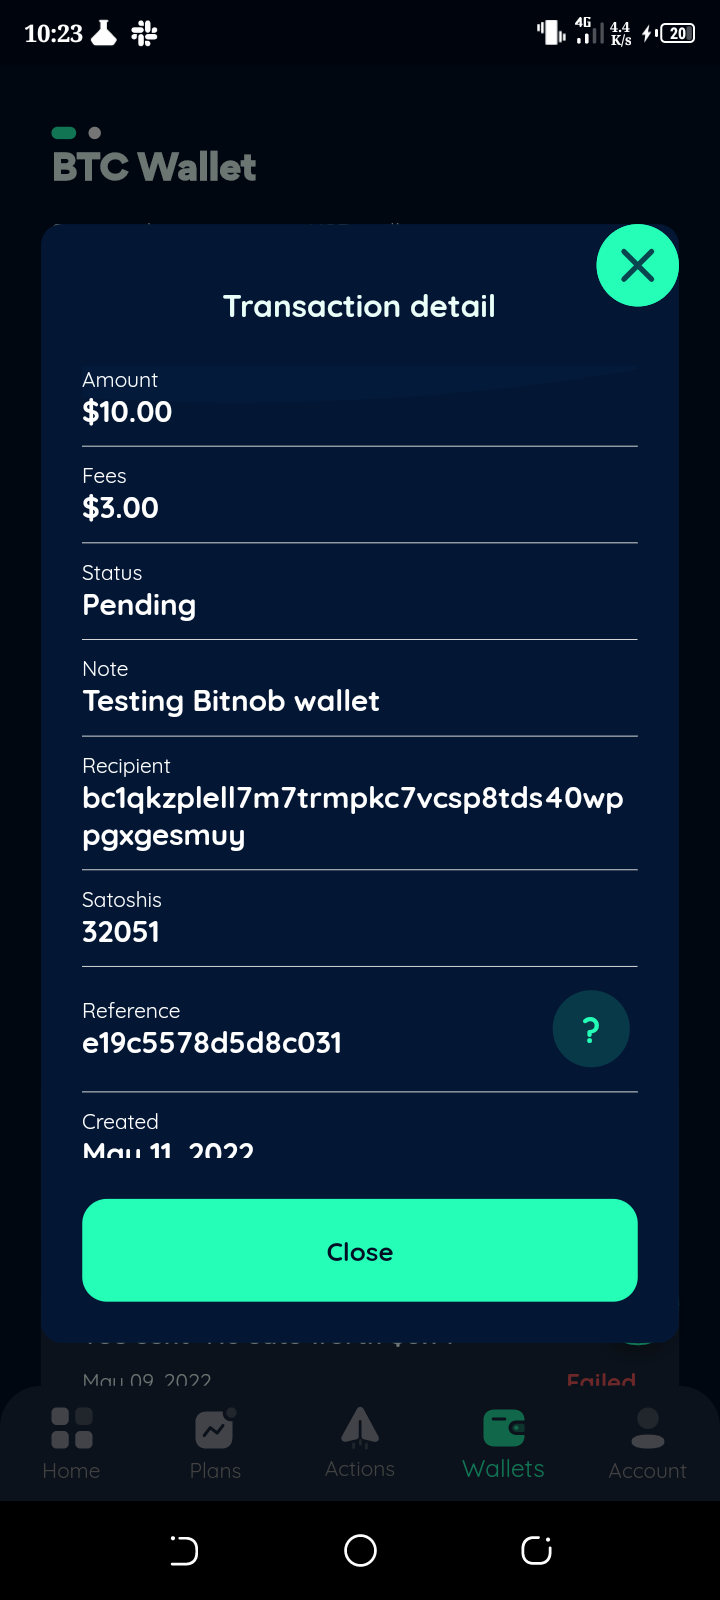 10:23
4G
4.4
K/s
20
BTC Wallet
Transaction detail
Amount
$10.00
Fees
$3.00
Status
Pending
Note
Testing Bitnob wallet
Recipient
bc1qkzplell7m7trmpkc7vcsp8tds40wp
pgxgesmuy
Satoshis
32051
Reference
e19c5578d5d8c031
?
Created
May 11, 2022
Close
May 09, 2022
Failed
Home
Plans
Actions
Wallets
Account